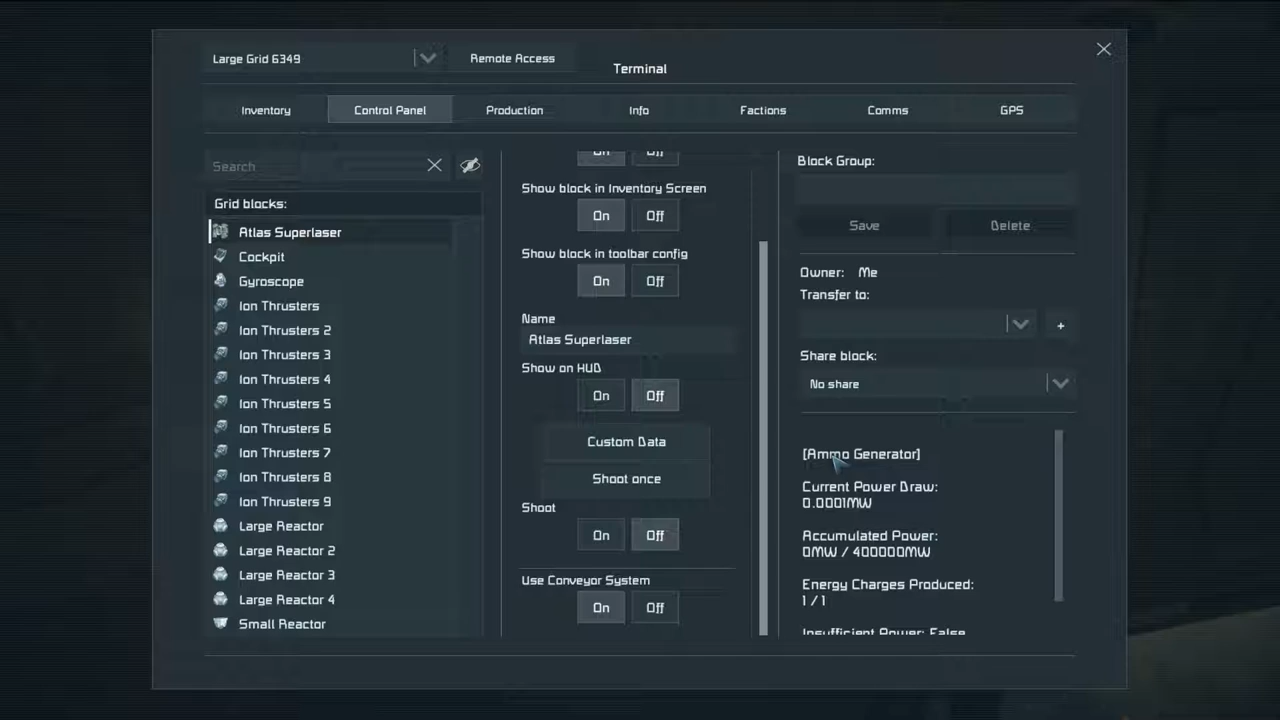 Large Grid 6349
Remote Access
Terminal
Inventory
Control Panel
Production
Info
Factions
Comms
GPS
Search
Grid blocks:
Atlas Superlaser
Cockpit
Gyroscope
Ion Thrusters
Ion Thrusters 2
Ion Thrusters 3
Ion Thrusters 4
Ion Thrusters 5
Ion Thrusters 6
Ion Thrusters 7
Ion Thrusters 8
Ion Thrusters 9
Large Reactor
Large Reactor 2
Large Reactor 3
Large Reactor 4
Small Reactor
On Off
Show block in Inventory Screen
On Off
Show block in toolbar config
On Off
Name
Atlas Superlaser
Show on HUD
On Off
Custom Data
Shoot once
Shoot
On Off
Use Conveyor System
On Off
Block Group:
Save Delete
Owner: Me
Transfer to:
+
Share block:
No share
[Ammo Generator]
Current Power Draw:
0.0001MW
Accumulated Power:
0MW / 400000MW
Energy Charges Produced:
1 / 1
Insufficient Power: False